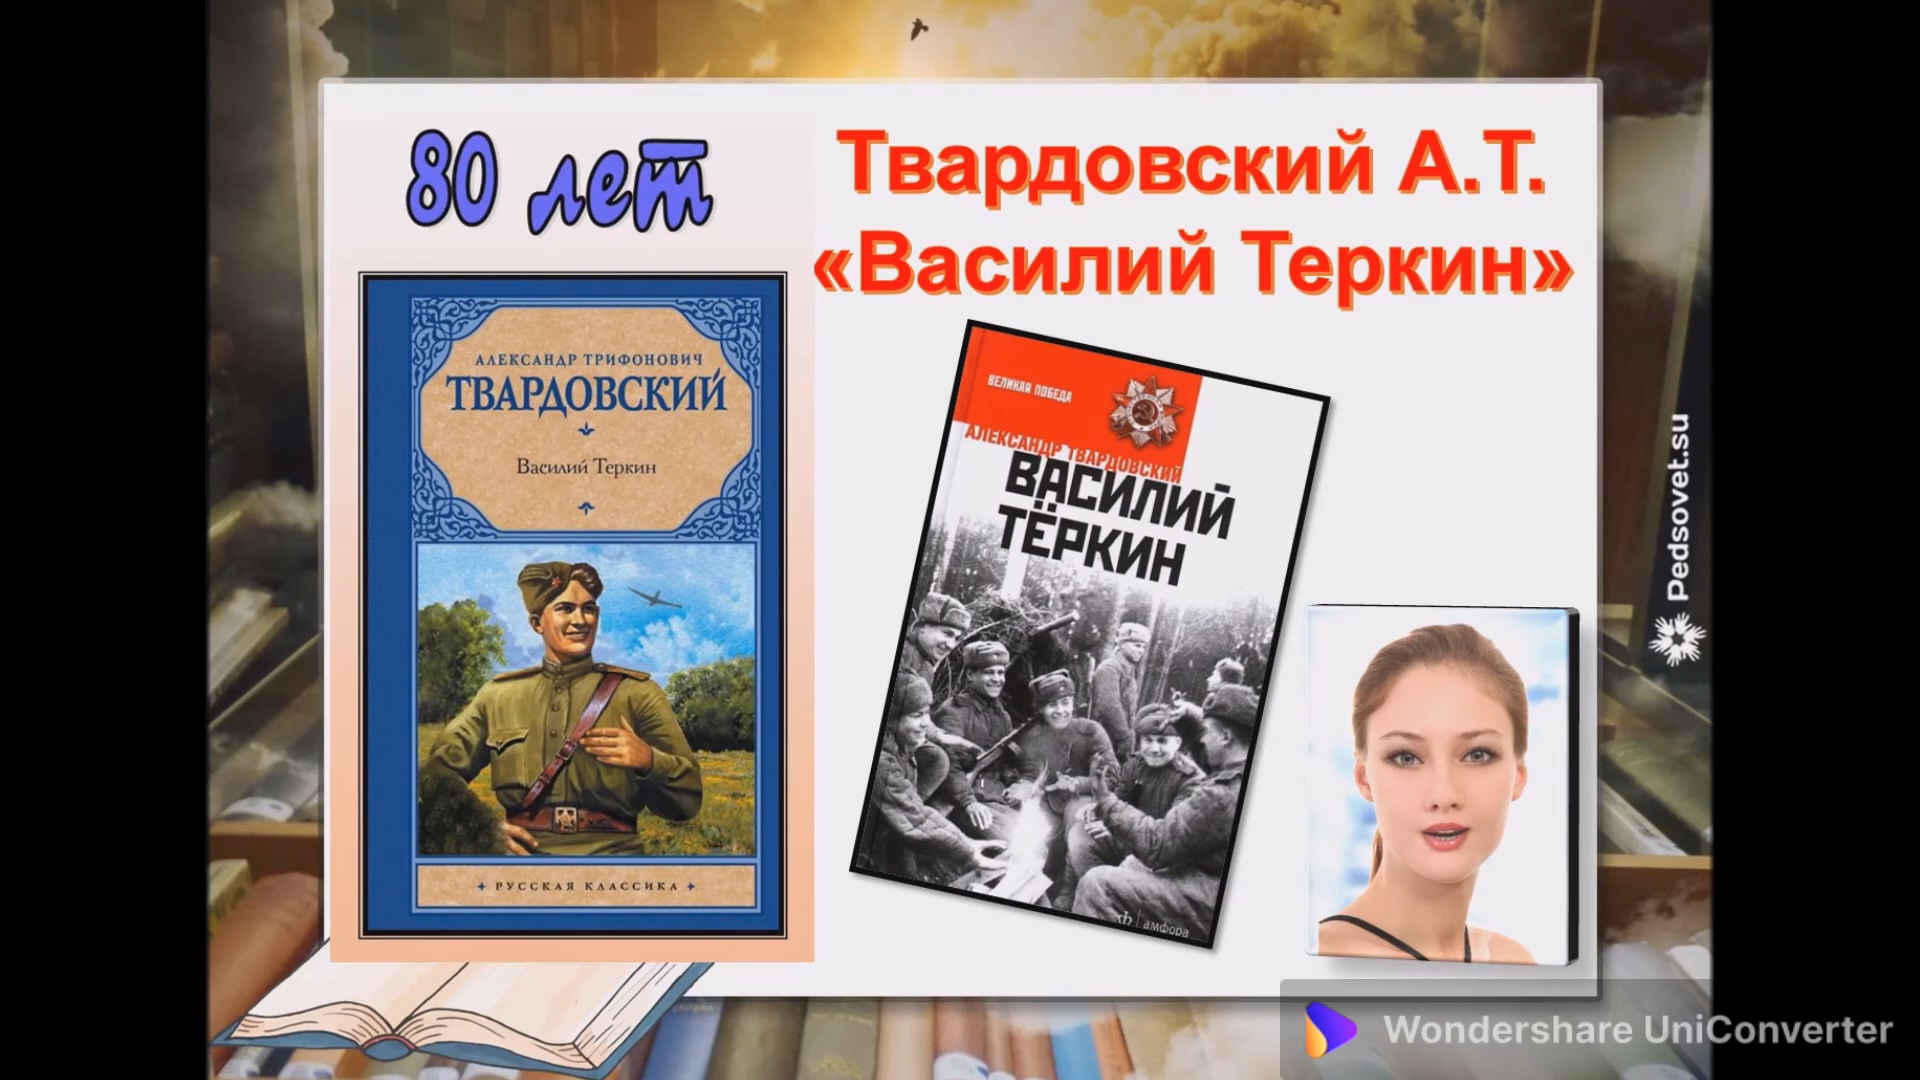 80 лет
Твардовский А.Т.
«Василий Теркин»
АЛЕКСАНДР ТРИФОНОВИЧ
ТВАРДОВСКИЙ
Василий Теркин
РУССКАЯ КЛАССИКА
ВЕЛИКАЯ ПОБЕДА
АЛЕКСАНДР ТВАРДОВСКИЙ
ВАСИЛИЙ
ТЁРКИН
амфора
Pedsovet.su
Wondershare UniConverter